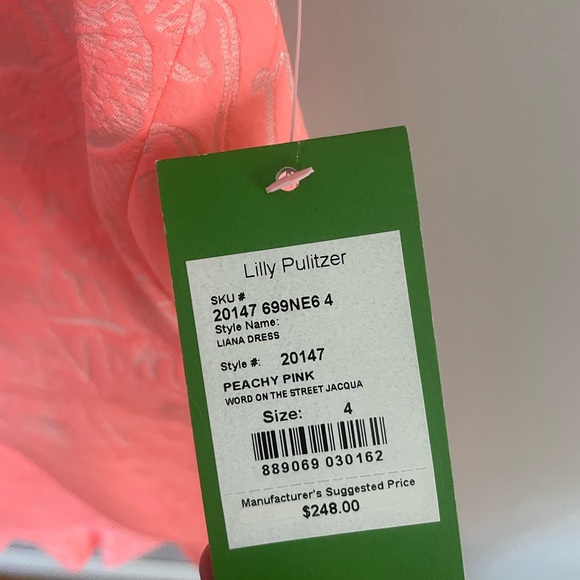 Lilly Pulitzer
SKU #
20147 699NE6 4
Style Name:
LIANA DRESS
Style #: 20147
PEACHY PINK
WORD ON THE STREET JACQUA
Size: 4
889069 030162
Manufacturer's Suggested Price
$248.00